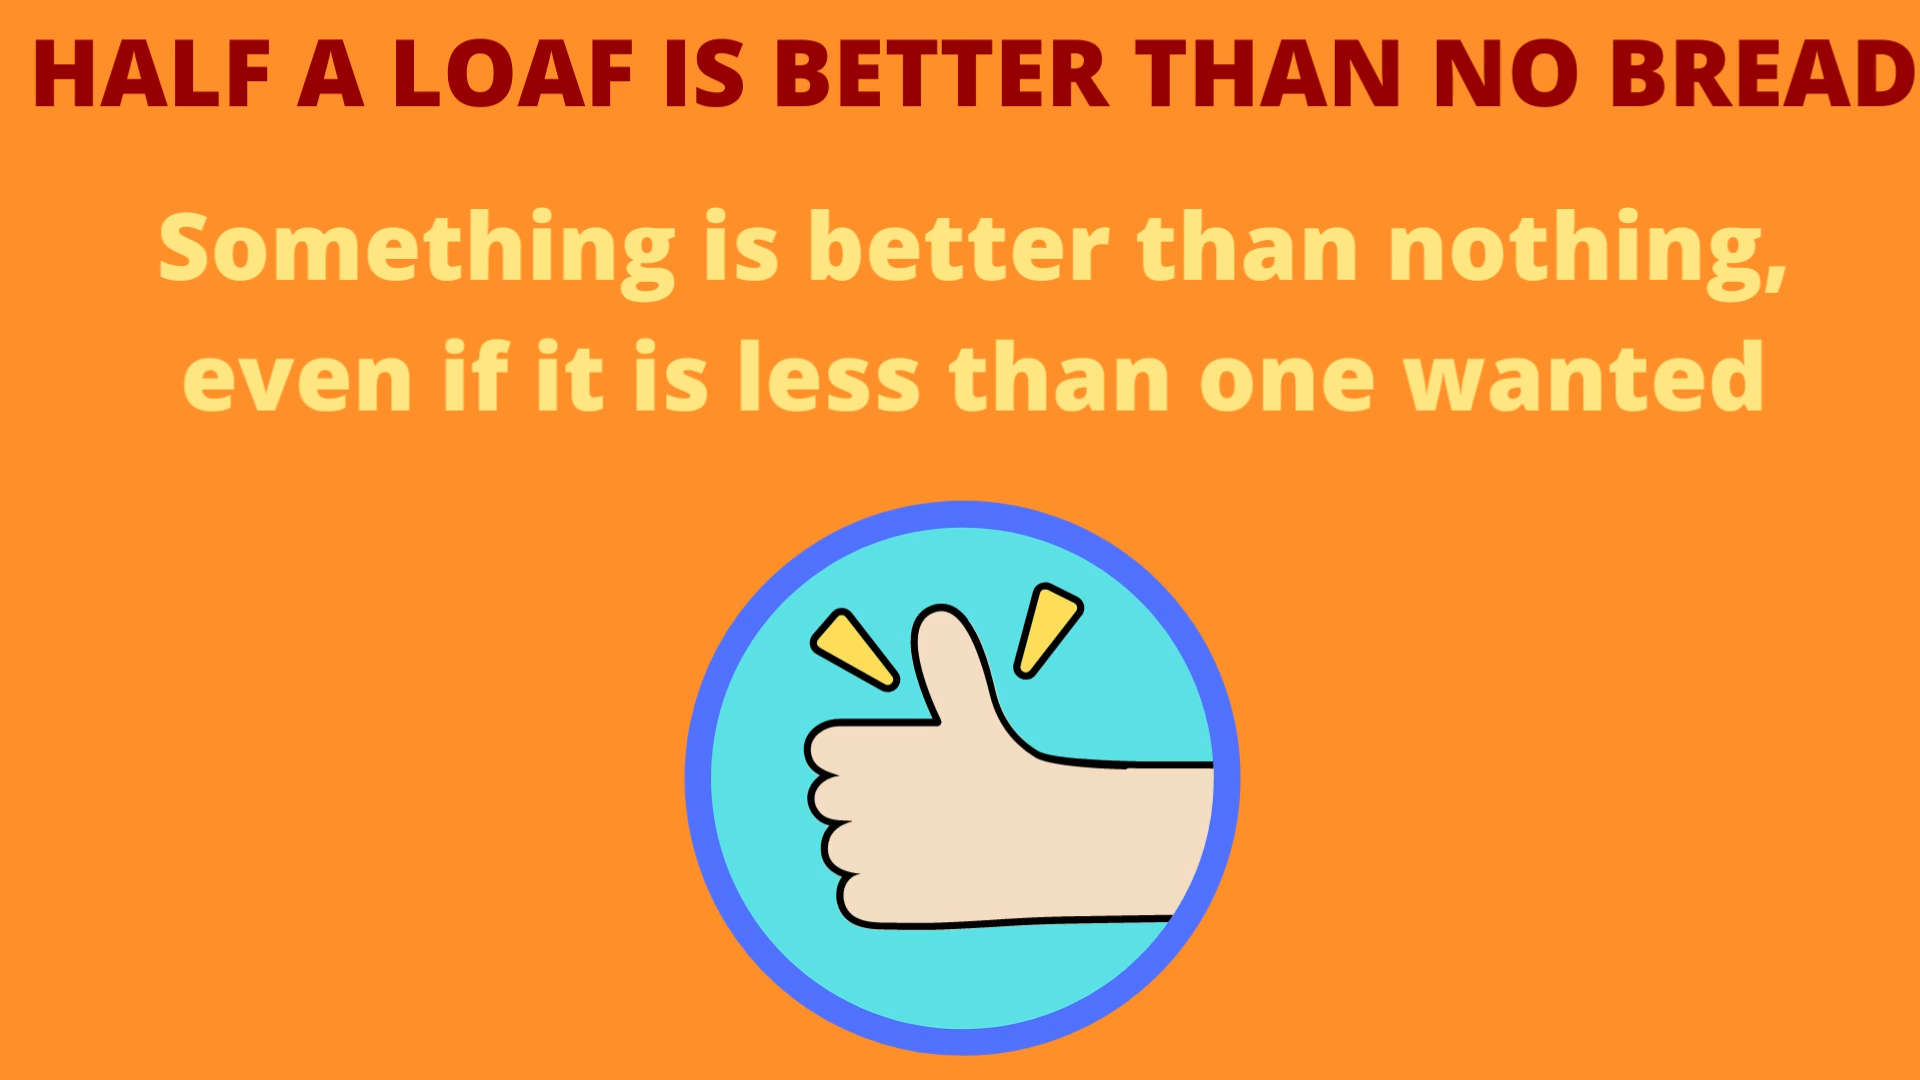 HALF A LOAF IS BETTER THAN NO BREAD
Something is better than nothing,
even if it is less than one wanted